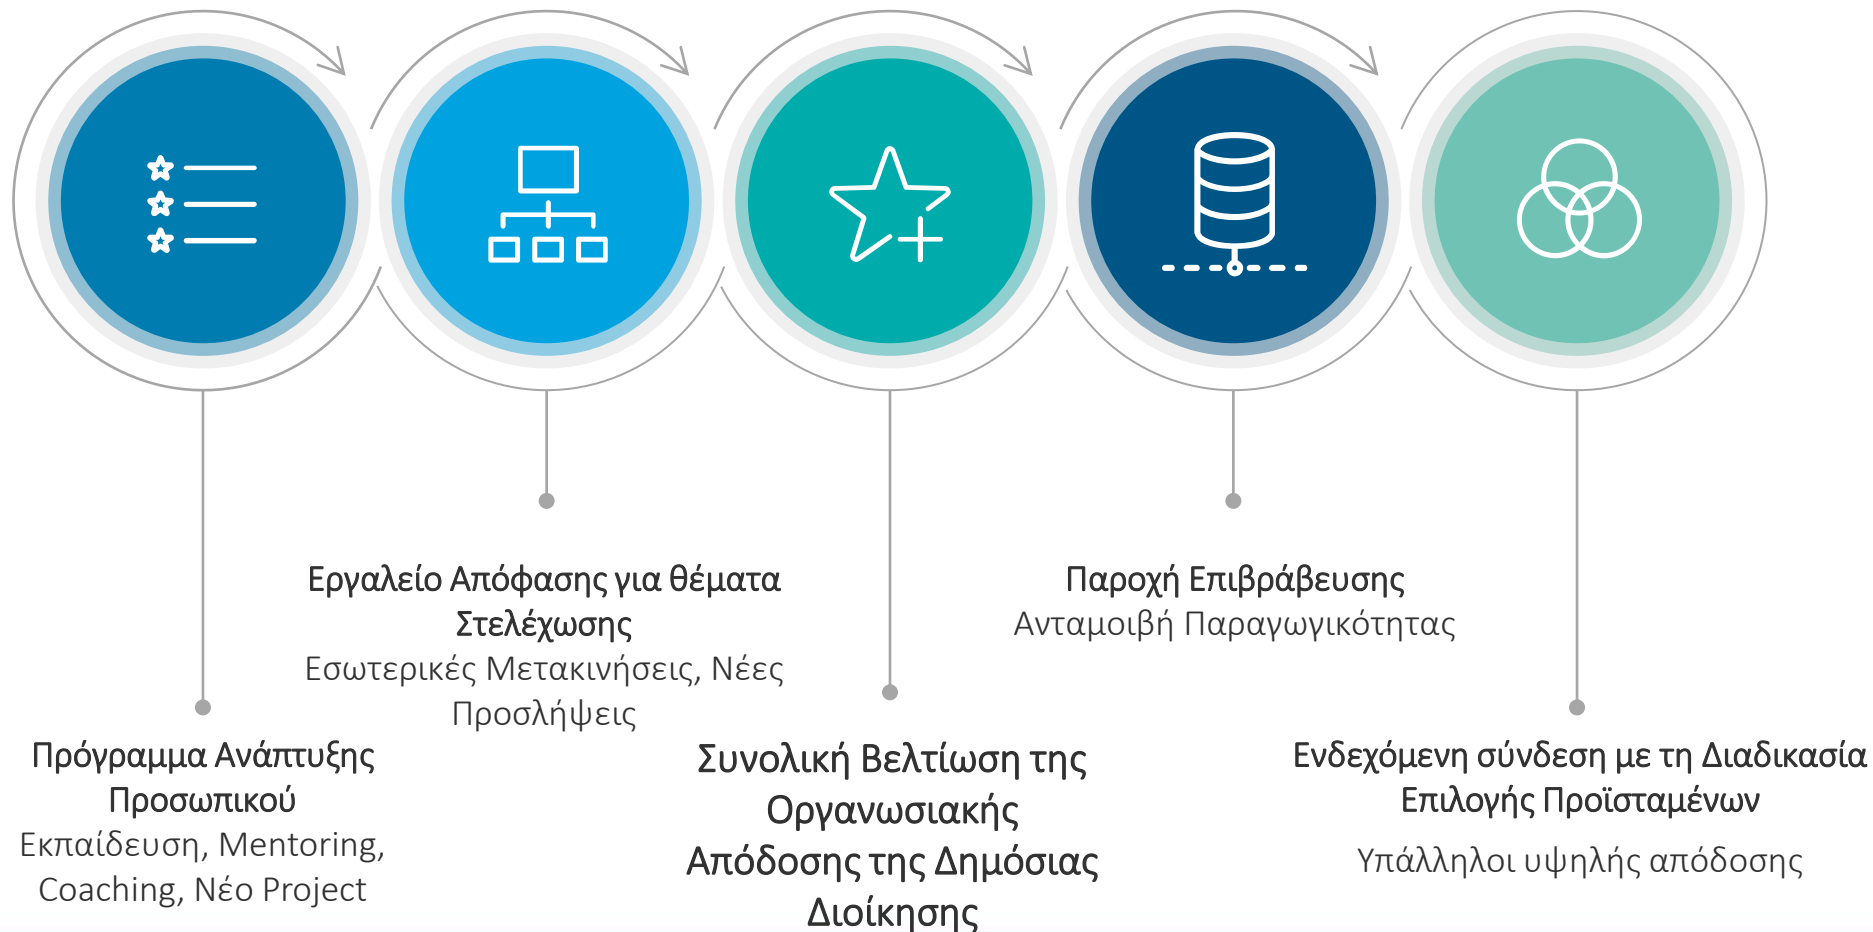 Πρόγραμμα Ανάπτυξης
Προσωπικού
Εκπαίδευση, Mentoring,
Coaching, Νέο Project
Εργαλείο Απόφασης για θέματα
Στελέχωσης
Εσωτερικές Μετακινήσεις, Νέες
Προσλήψεις
Συνολική Βελτίωση της
Οργανωσιακής
Απόδοσης της Δημόσιας
Διοίκησης
Παροχή Επιβράβευσης
Ανταμοιβή Παραγωγικότητας
Ενδεχόμενη σύνδεση με τη Διαδικασία
Επιλογής Προϊσταμένων
Υπάλληλοι υψηλής απόδοσης